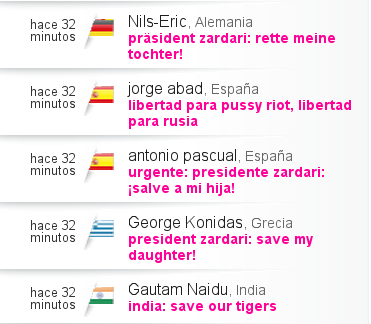 hace 32 minutos
Nils-Eric, Alemania
präsident zardari: rette meine
tochter!
hace 32 minutos
jorge abad, España
libertad para pussy riot, libertad
para rusia
hace 32 minutos
antonio pascual, España
urgente: presidente zardari:
¡salve a mi hija!
hace 32 minutos
George Konidas, Grecia
president zardari: save my
daughter!
hace 32 minutos
Gautam Naidu, India
india: save our tigers